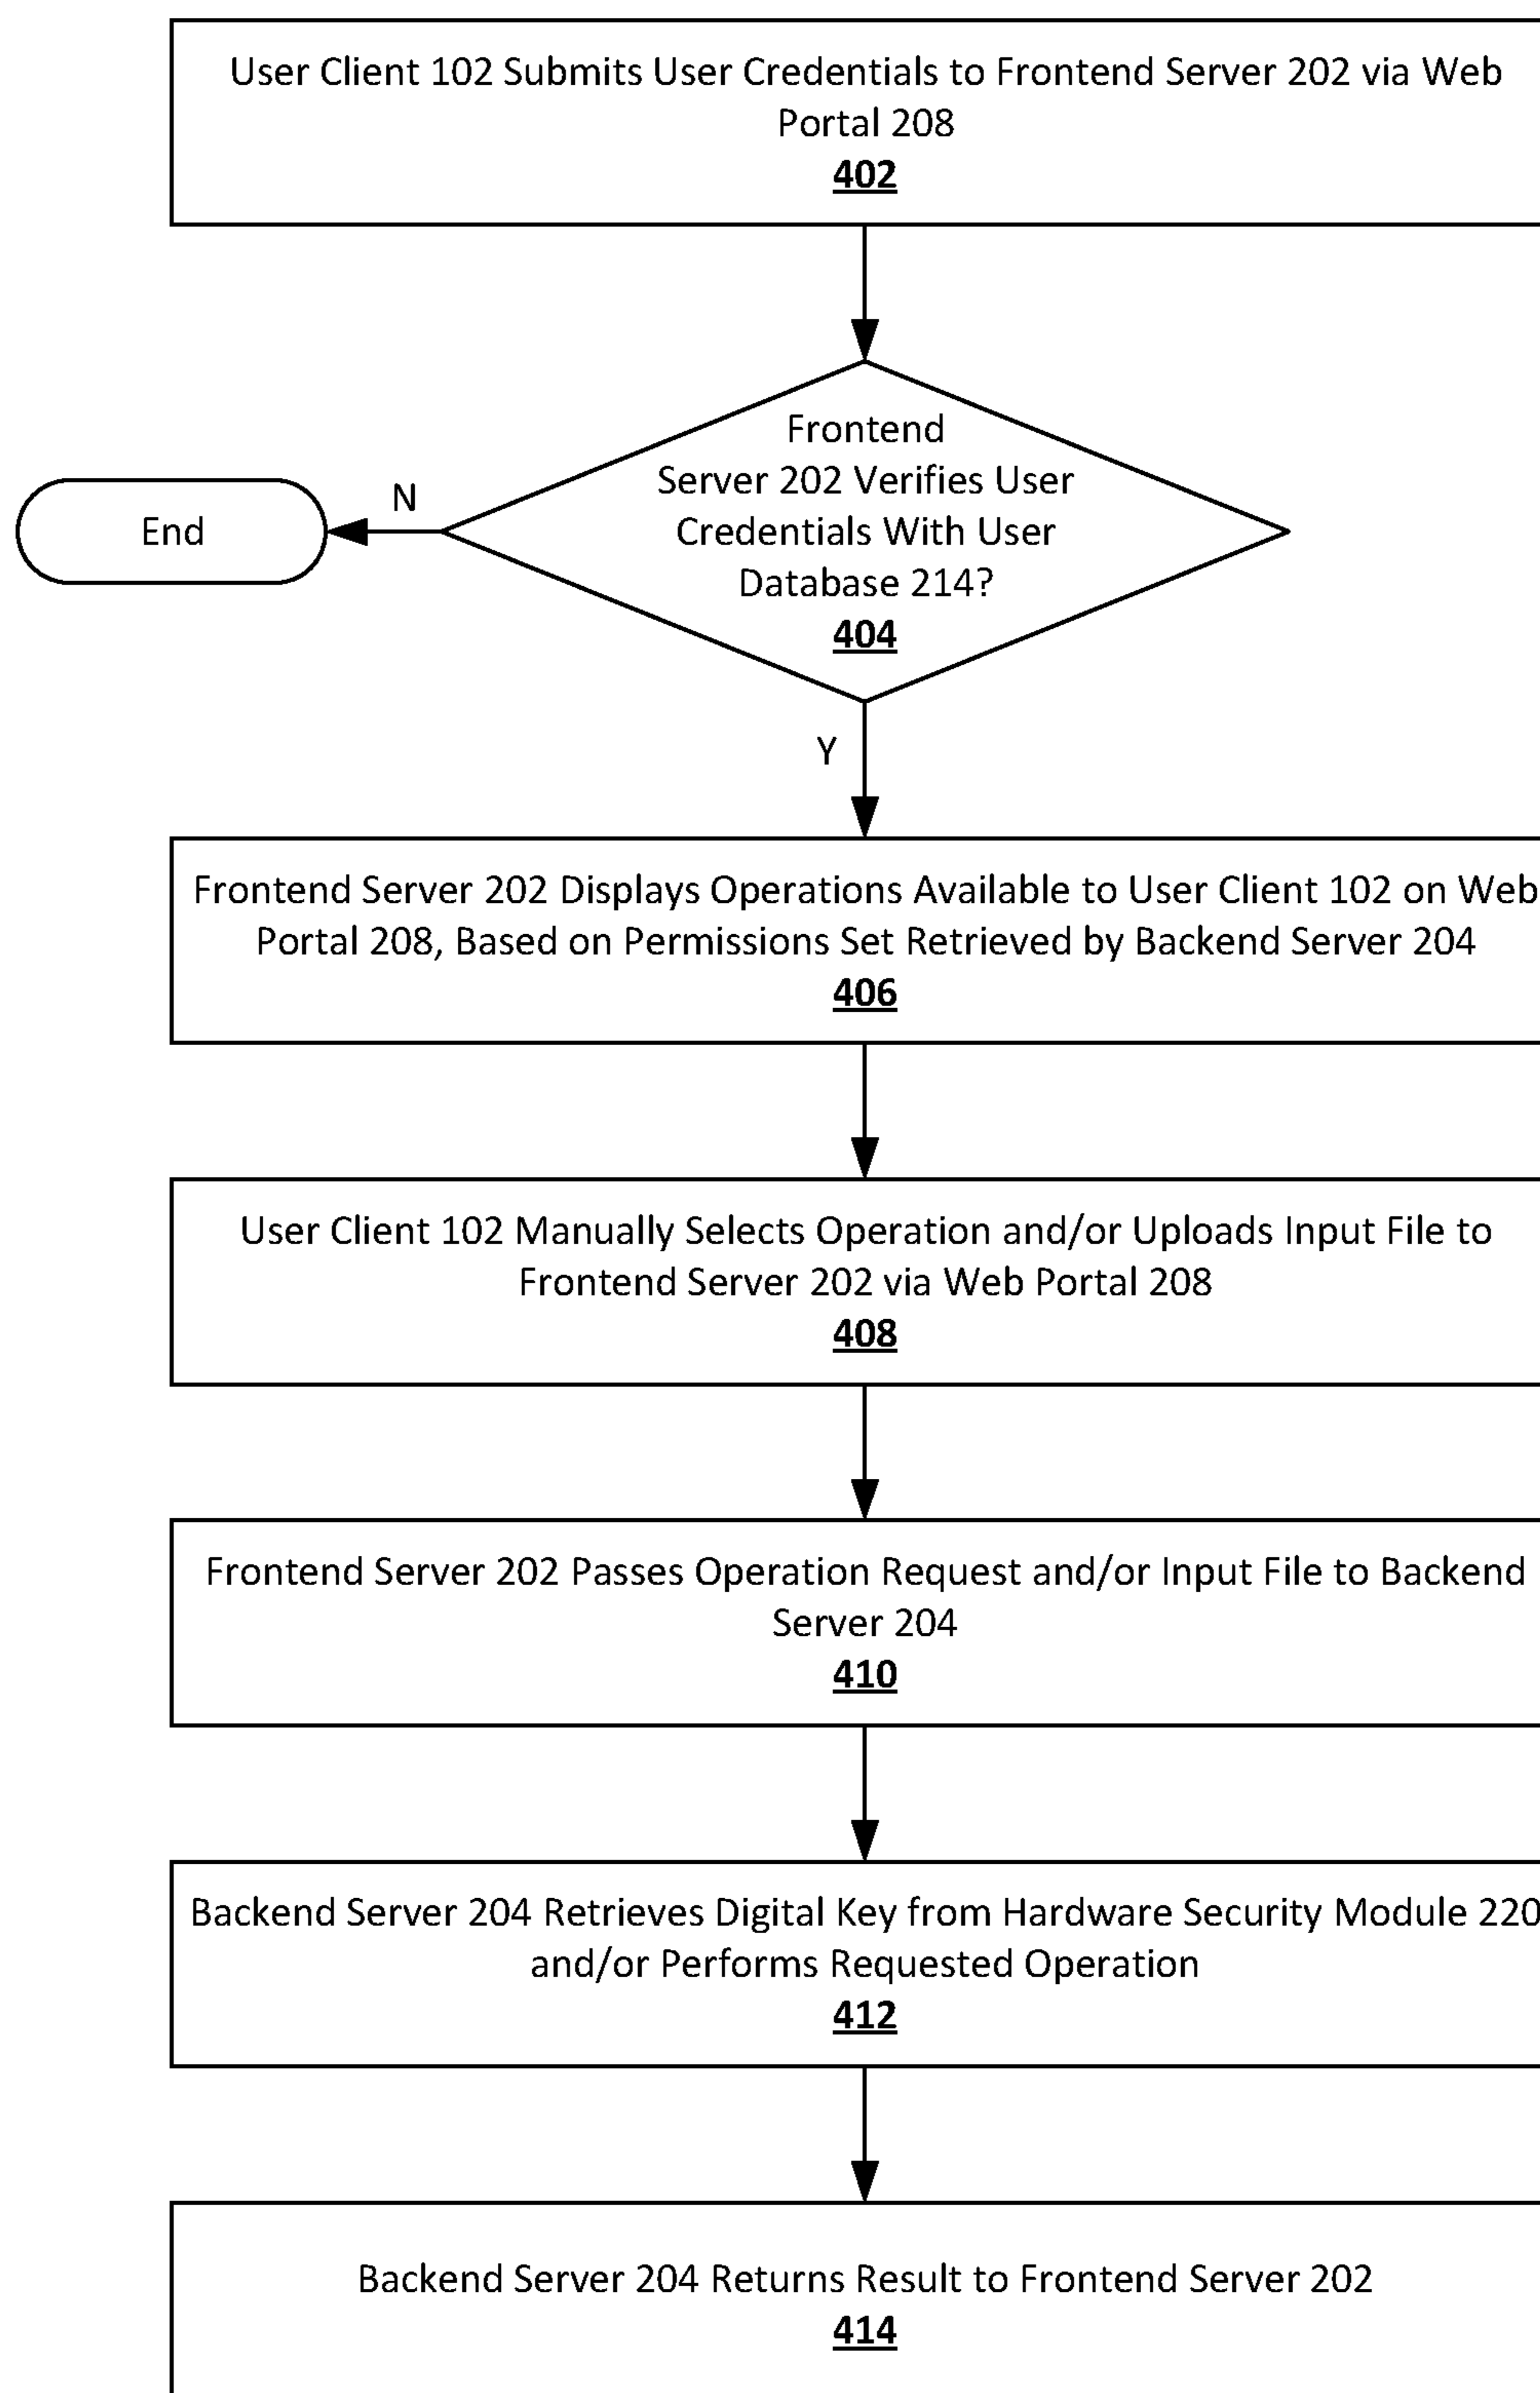 User Client 102 Submits User Credentials to Frontend Server 202 via Web
Portal 208
402
Frontend
Server 202 Verifies User
Credentials With User
Database 214?
404
N
End
Y
Frontend Server 202 Displays Operations Available to User Client 102 on Web
Portal 208, Based on Permissions Set Retrieved by Backend Server 204
406
User Client 102 Manually Selects Operation and/or Uploads Input File to
Frontend Server 202 via Web Portal 208
408
Frontend Server 202 Passes Operation Request and/or Input File to Backend
Server 204
410
Backend Server 204 Retrieves Digital Key from Hardware Security Module 220
and/or Performs Requested Operation
412
Backend Server 204 Returns Result to Frontend Server 202
414